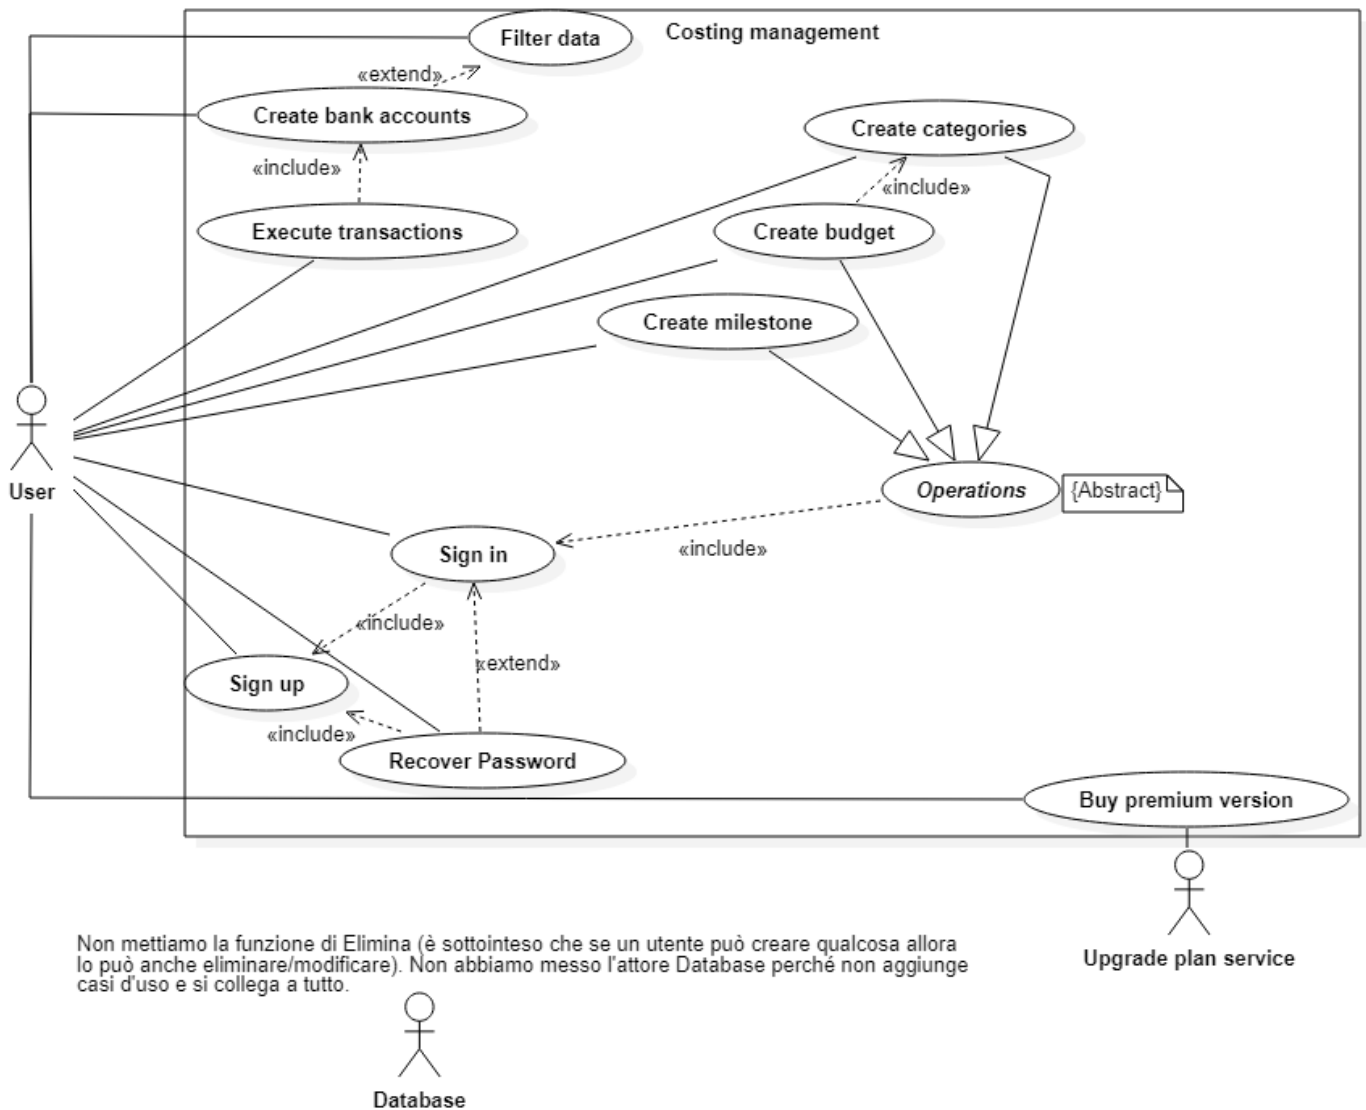 Costing management
Filter data
«extend»
Create bank accounts
Create categories
«include»
«include»
Execute transactions
Create budget
Create milestone
User
Operations
{Abstract}
Sign in
«include»
«include»
«extend»
Sign up
«include»
Recover Password
Buy premium version
Upgrade plan service
Non mettiamo la funzione di Elimina (è sottointeso che se un utente può creare qualcosa allora
lo può anche eliminare/modificare). Non abbiamo messo l'attore Database perché non aggiunge
casi d'uso e si collega a tutto.
Database